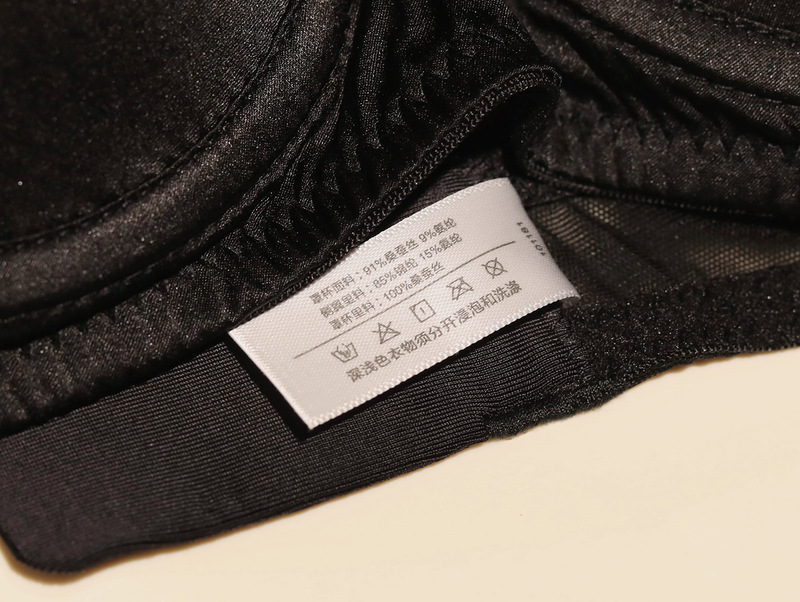 罩杯面料：91%桑蚕丝 9%氨纶
侧翼里料：85%锦纶 15%氨纶
罩杯里料：100%桑蚕丝
深浅色衣物须分开浸泡和洗涤
101181